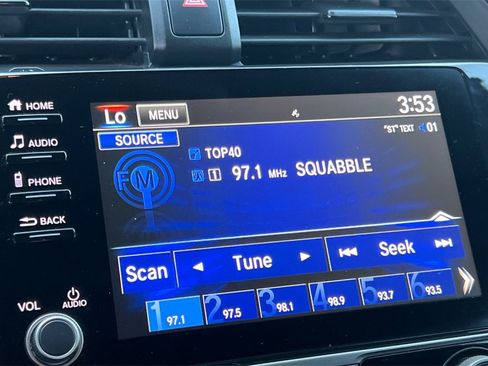 HOME
AUDIO
PHONE
BACK
VOL
AUDIO
Lo MENU 3:53
"ST" TEXT 01
SOURCE
FM
TOP40
1 97.1 MHz SQUABBLE
Scan Tune Seek
1 97.1 2 97.5 3 98.1 4 98.9 5 93.7 6 93.5